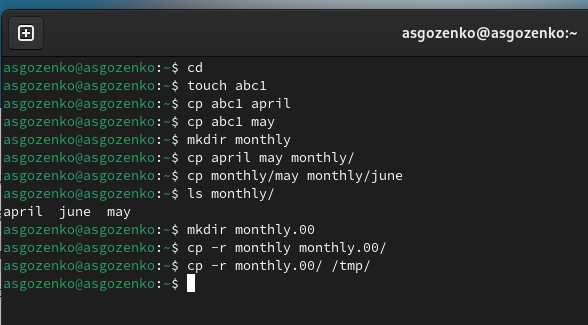 asgozenko@asgozenko:~
asgozenko@asgozenko:~$ cd
asgozenko@asgozenko:~$ touch abc1
asgozenko@asgozenko:~$ cp abc1 april
asgozenko@asgozenko:~$ cp abc1 may
asgozenko@asgozenko:~$ mkdir monthly
asgozenko@asgozenko:~$ cp april may monthly/
asgozenko@asgozenko:~$ cp monthly/may monthly/june
asgozenko@asgozenko:~$ ls monthly/
april  june  may
asgozenko@asgozenko:~$ mkdir monthly.00
asgozenko@asgozenko:~$ cp -r monthly monthly.00/
asgozenko@asgozenko:~$ cp -r monthly.00/ /tmp/
asgozenko@asgozenko:~$